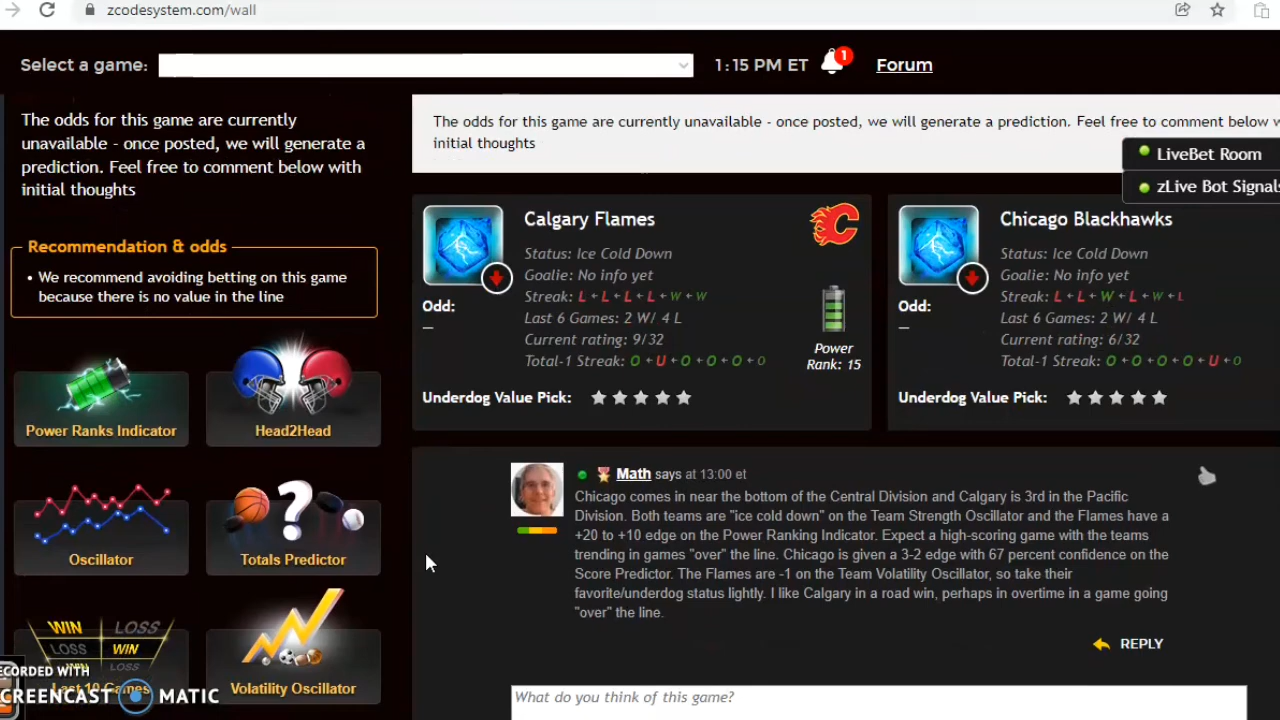 zcodesystem.com/wall
Select a game:
1:15 PM ET
1
Forum
The odds for this game are currently
unavailable - once posted, we will generate a
prediction. Feel free to comment below with
initial thoughts
Recommendation & odds
• We recommend avoiding betting on this game
because there is no value in the line
Power Ranks Indicator
Head2Head
Oscillator
?
Totals Predictor
WIN LOSS
LOSS WIN
WIN LOSS
Last 10 Games
Volatility Oscillator
The odds for this game are currently unavailable - once posted, we will generate a prediction. Feel free to comment below w
initial thoughts
LiveBet Room
zLive Bot Signals
Calgary Flames
Status: Ice Cold Down
Goalie: No info yet
Streak: L L L L W W
Last 6 Games: 2 W/ 4 L
Current rating: 9/32
Total-1 Streak: O U O O O O
Odd:
—
Power
Rank: 15
Underdog Value Pick:
Chicago Blackhawks
Status: Ice Cold Down
Goalie: No info yet
Streak: L L W L W L
Last 6 Games: 2 W/ 4 L
Current rating: 6/32
Total-1 Streak: O O O O U O
Odd:
—
Underdog Value Pick:
Math says at 13:00 et
Chicago comes in near the bottom of the Central Division and Calgary is 3rd in the Pacific
Division. Both teams are "ice cold down" on the Team Strength Oscillator and the Flames have a
+20 to +10 edge on the Power Ranking Indicator. Expect a high-scoring game with the teams
trending in games "over" the line. Chicago is given a 3-2 edge with 67 percent confidence on the
Score Predictor. The Flames are -1 on the Team Volatility Oscillator, so take their
favorite/underdog status lightly. I like Calgary in a road win, perhaps in overtime in a game going
"over" the line.
REPLY
What do you think of this game?
ECORDED WITH
CREENCAST MATIC